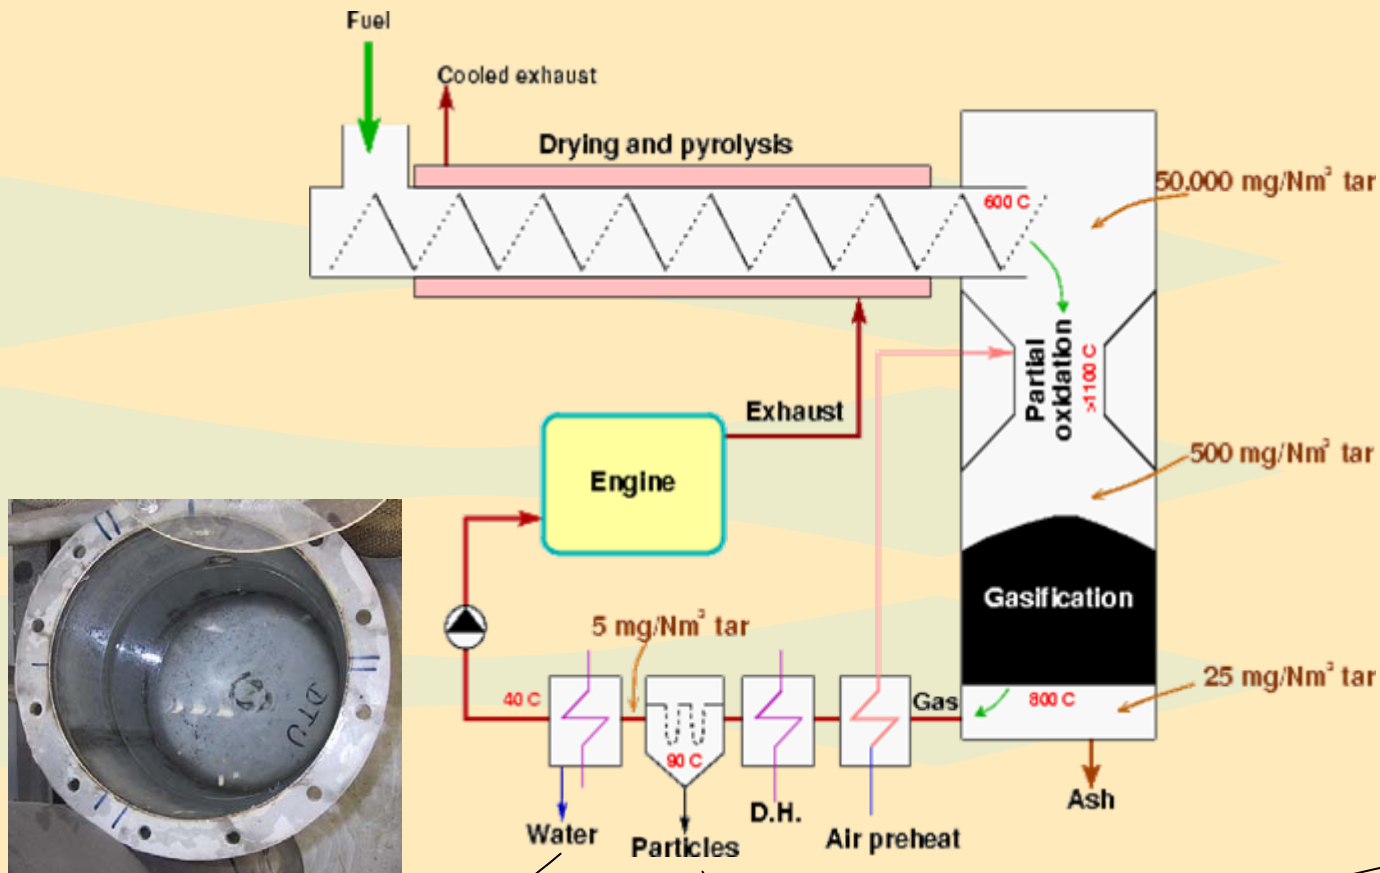 Fuel
Cooled exhaust
Drying and pyrolysis
50.000 mg/Nm³ tar
600 C
Partial
oxidation
>1100 C
Exhaust
500 mg/Nm³ tar
Engine
Gasification
5 mg/Nm³ tar
25 mg/Nm³ tar
40 C
Gas
800 C
90 C
DTU
D.H.
Ash
Water
Particles
Air preheat